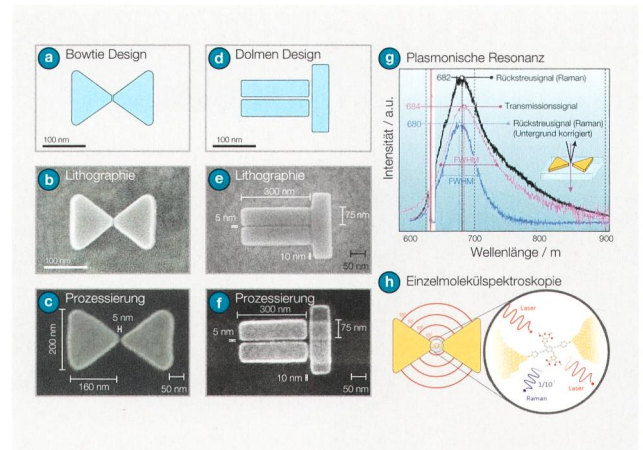 a Bowtie Design
100 nm
b Lithographie
100 nm
c Prozessierung
5 nm
200 nm
160 nm
50 nm
d Dolmen Design
100 nm
e Lithographie
300 nm
5 nm
75 nm
10 nm
50 nm
f Prozessierung
300 nm
5 nm
75 nm
10 nm
50 nm
g Plasmonische Resonanz
Intensität / a.u.
682
Rückstreusignal (Raman)
684
Transmissionssignal
680
Rückstreusignal (Raman)
(Untergrund korrigiert)
FWHM
FWHM
600
700
800
900
Wellenlänge / m
h Einzelmolekülspektroskopie
Laser
1/10
Laser
Raman